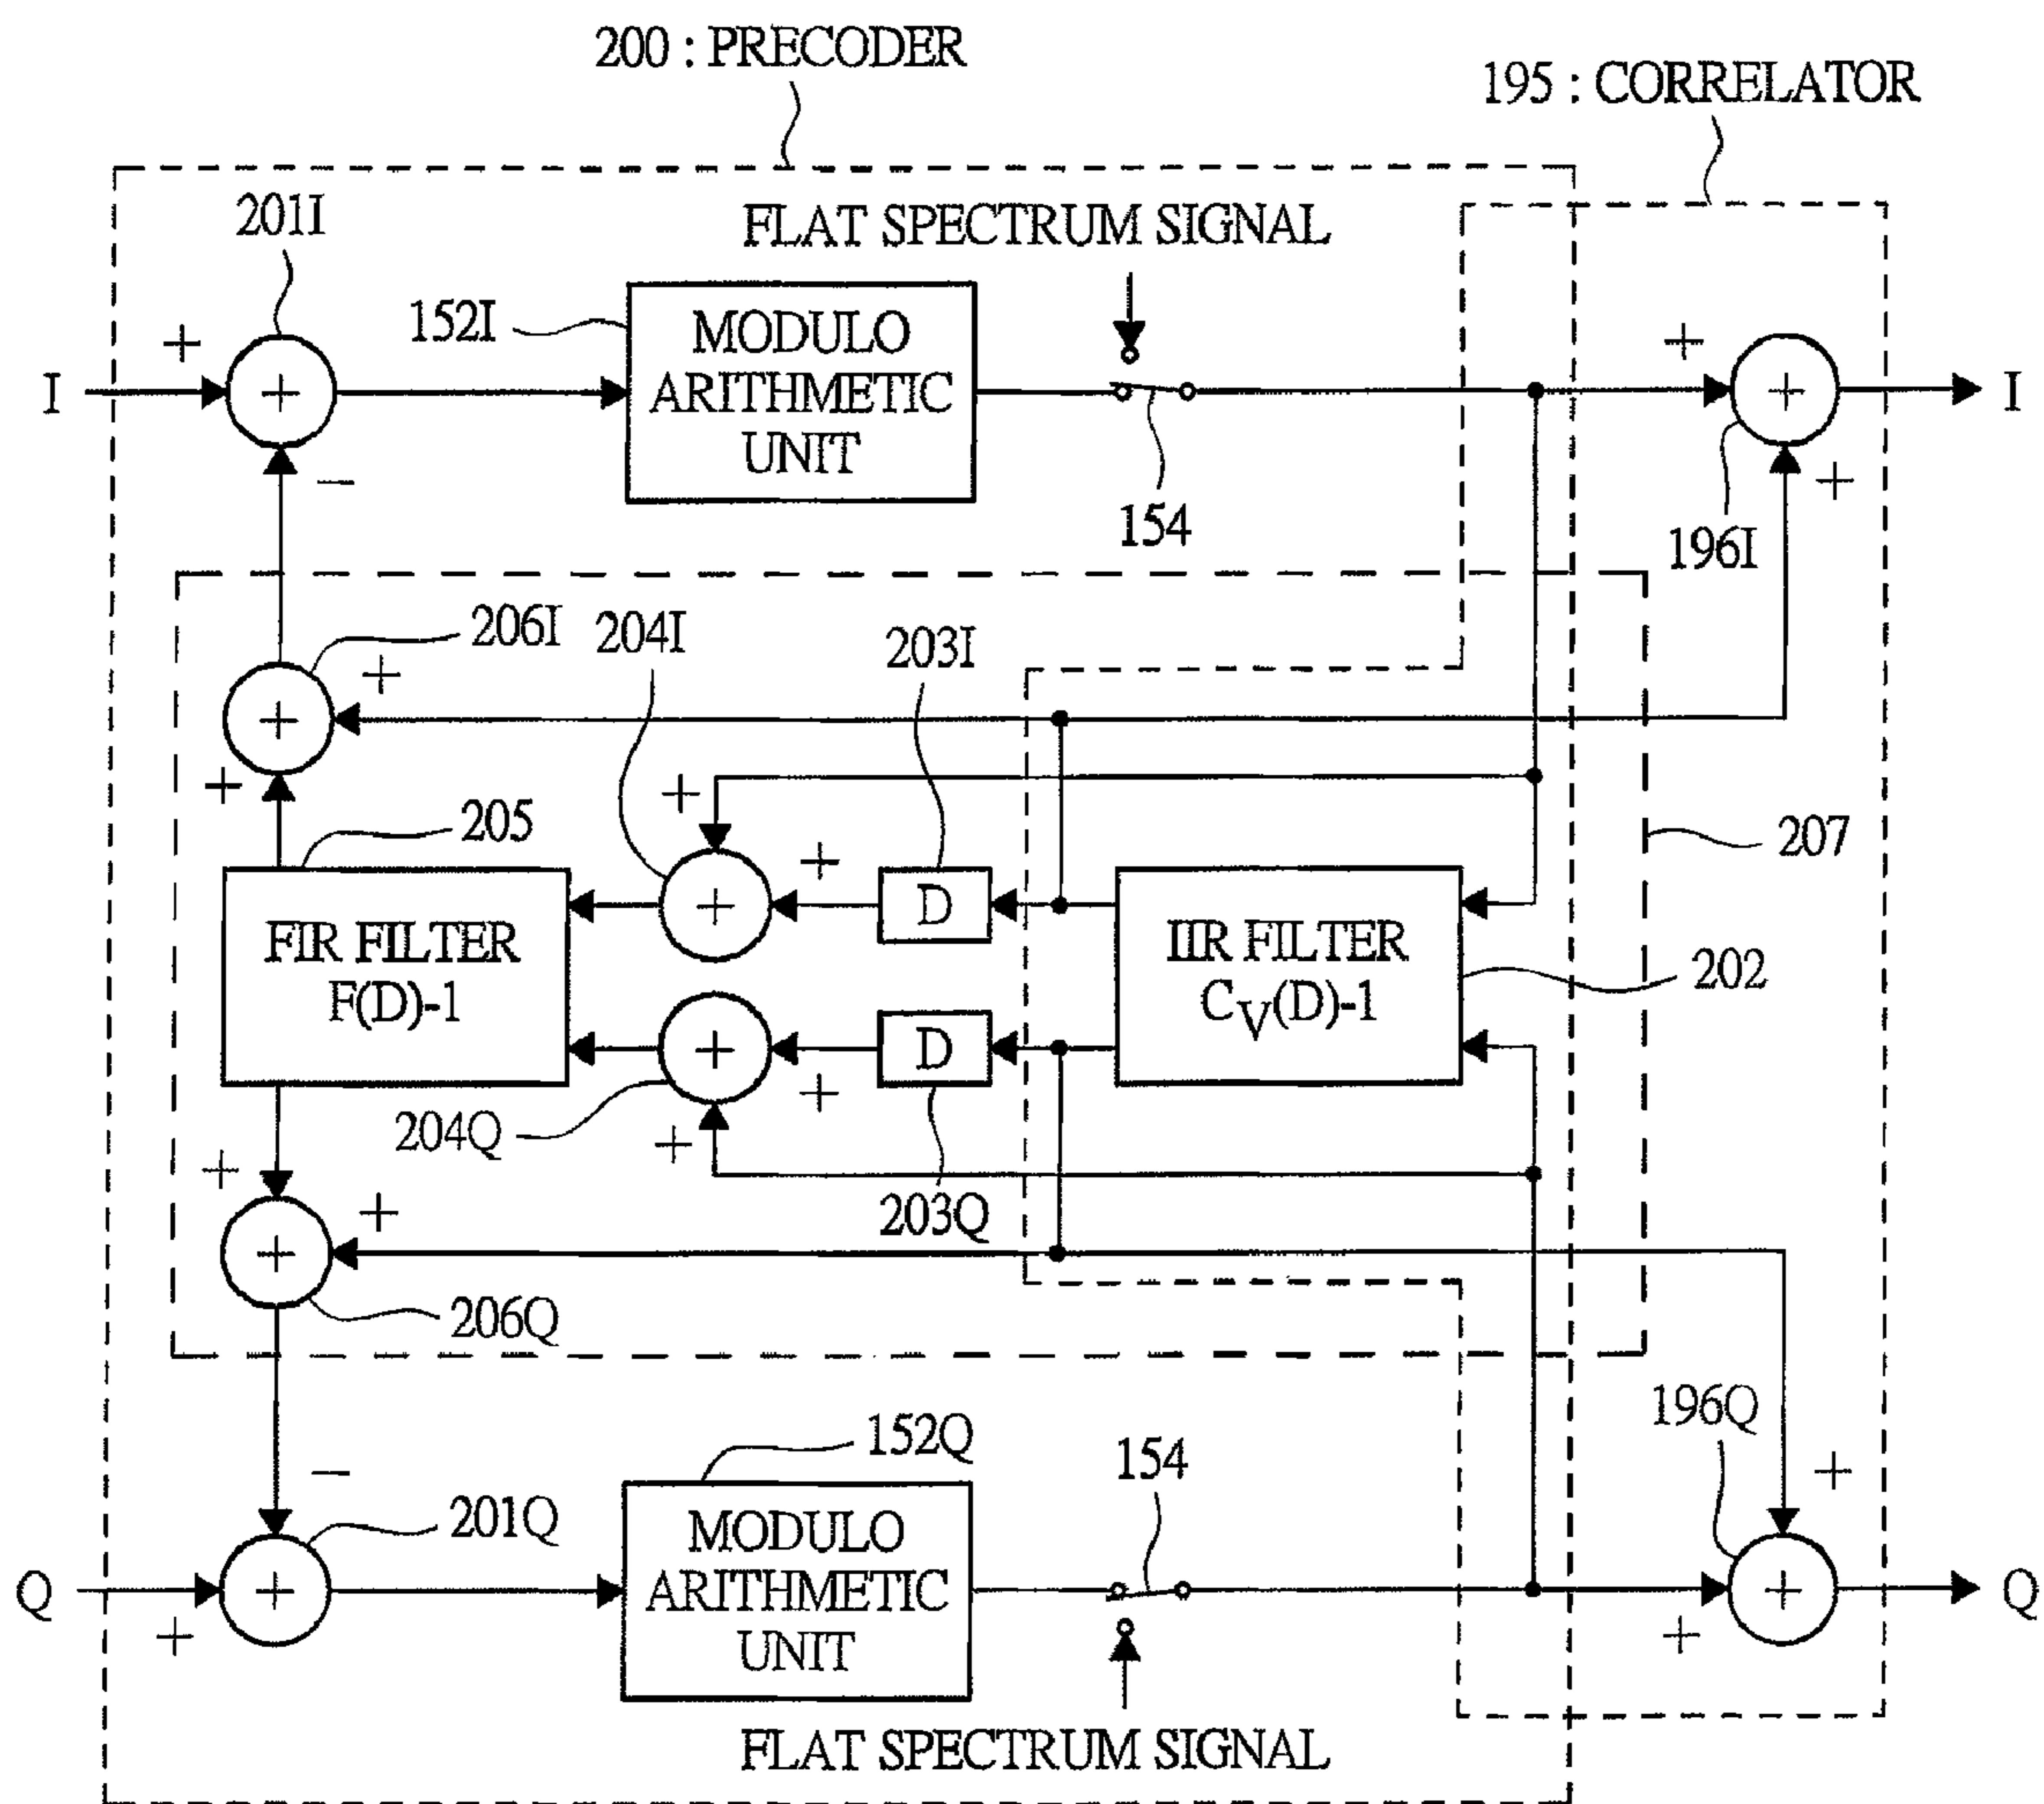 200 : PRECODER
195 : CORRELATOR
201I
FLAT SPECTRUM SIGNAL
152I
MODULO
ARITHMETIC
UNIT
+
+
I
+
+
I
−
154
+
196I
206I
204I
203I
+
+
+
+
205
+
207
FIR FILTER
F(D)-1
+
D
IIR FILTER
C_V(D)-1
202
+
D
204Q
+
+
203Q
+
+
+
206Q
196Q
152Q
154
+
−
201Q
MODULO
ARITHMETIC
UNIT
Q
+
+
Q
+
+
FLAT SPECTRUM SIGNAL